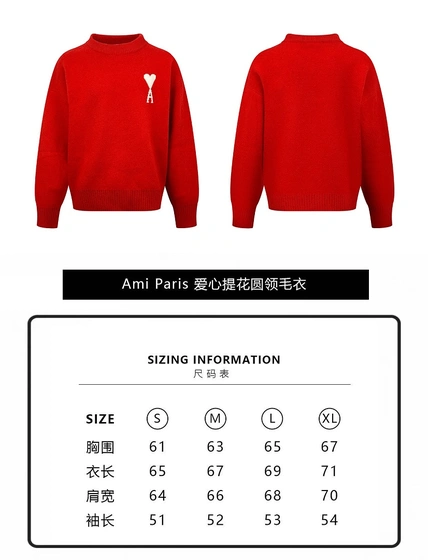 A
Ami Paris 爱心提花圆领毛衣
SIZING INFORMATION
尺码表
SIZE S M L XL
胸围 61 63 65 67
衣长 65 67 69 71
肩宽 64 66 68 70
袖长 51 52 53 54